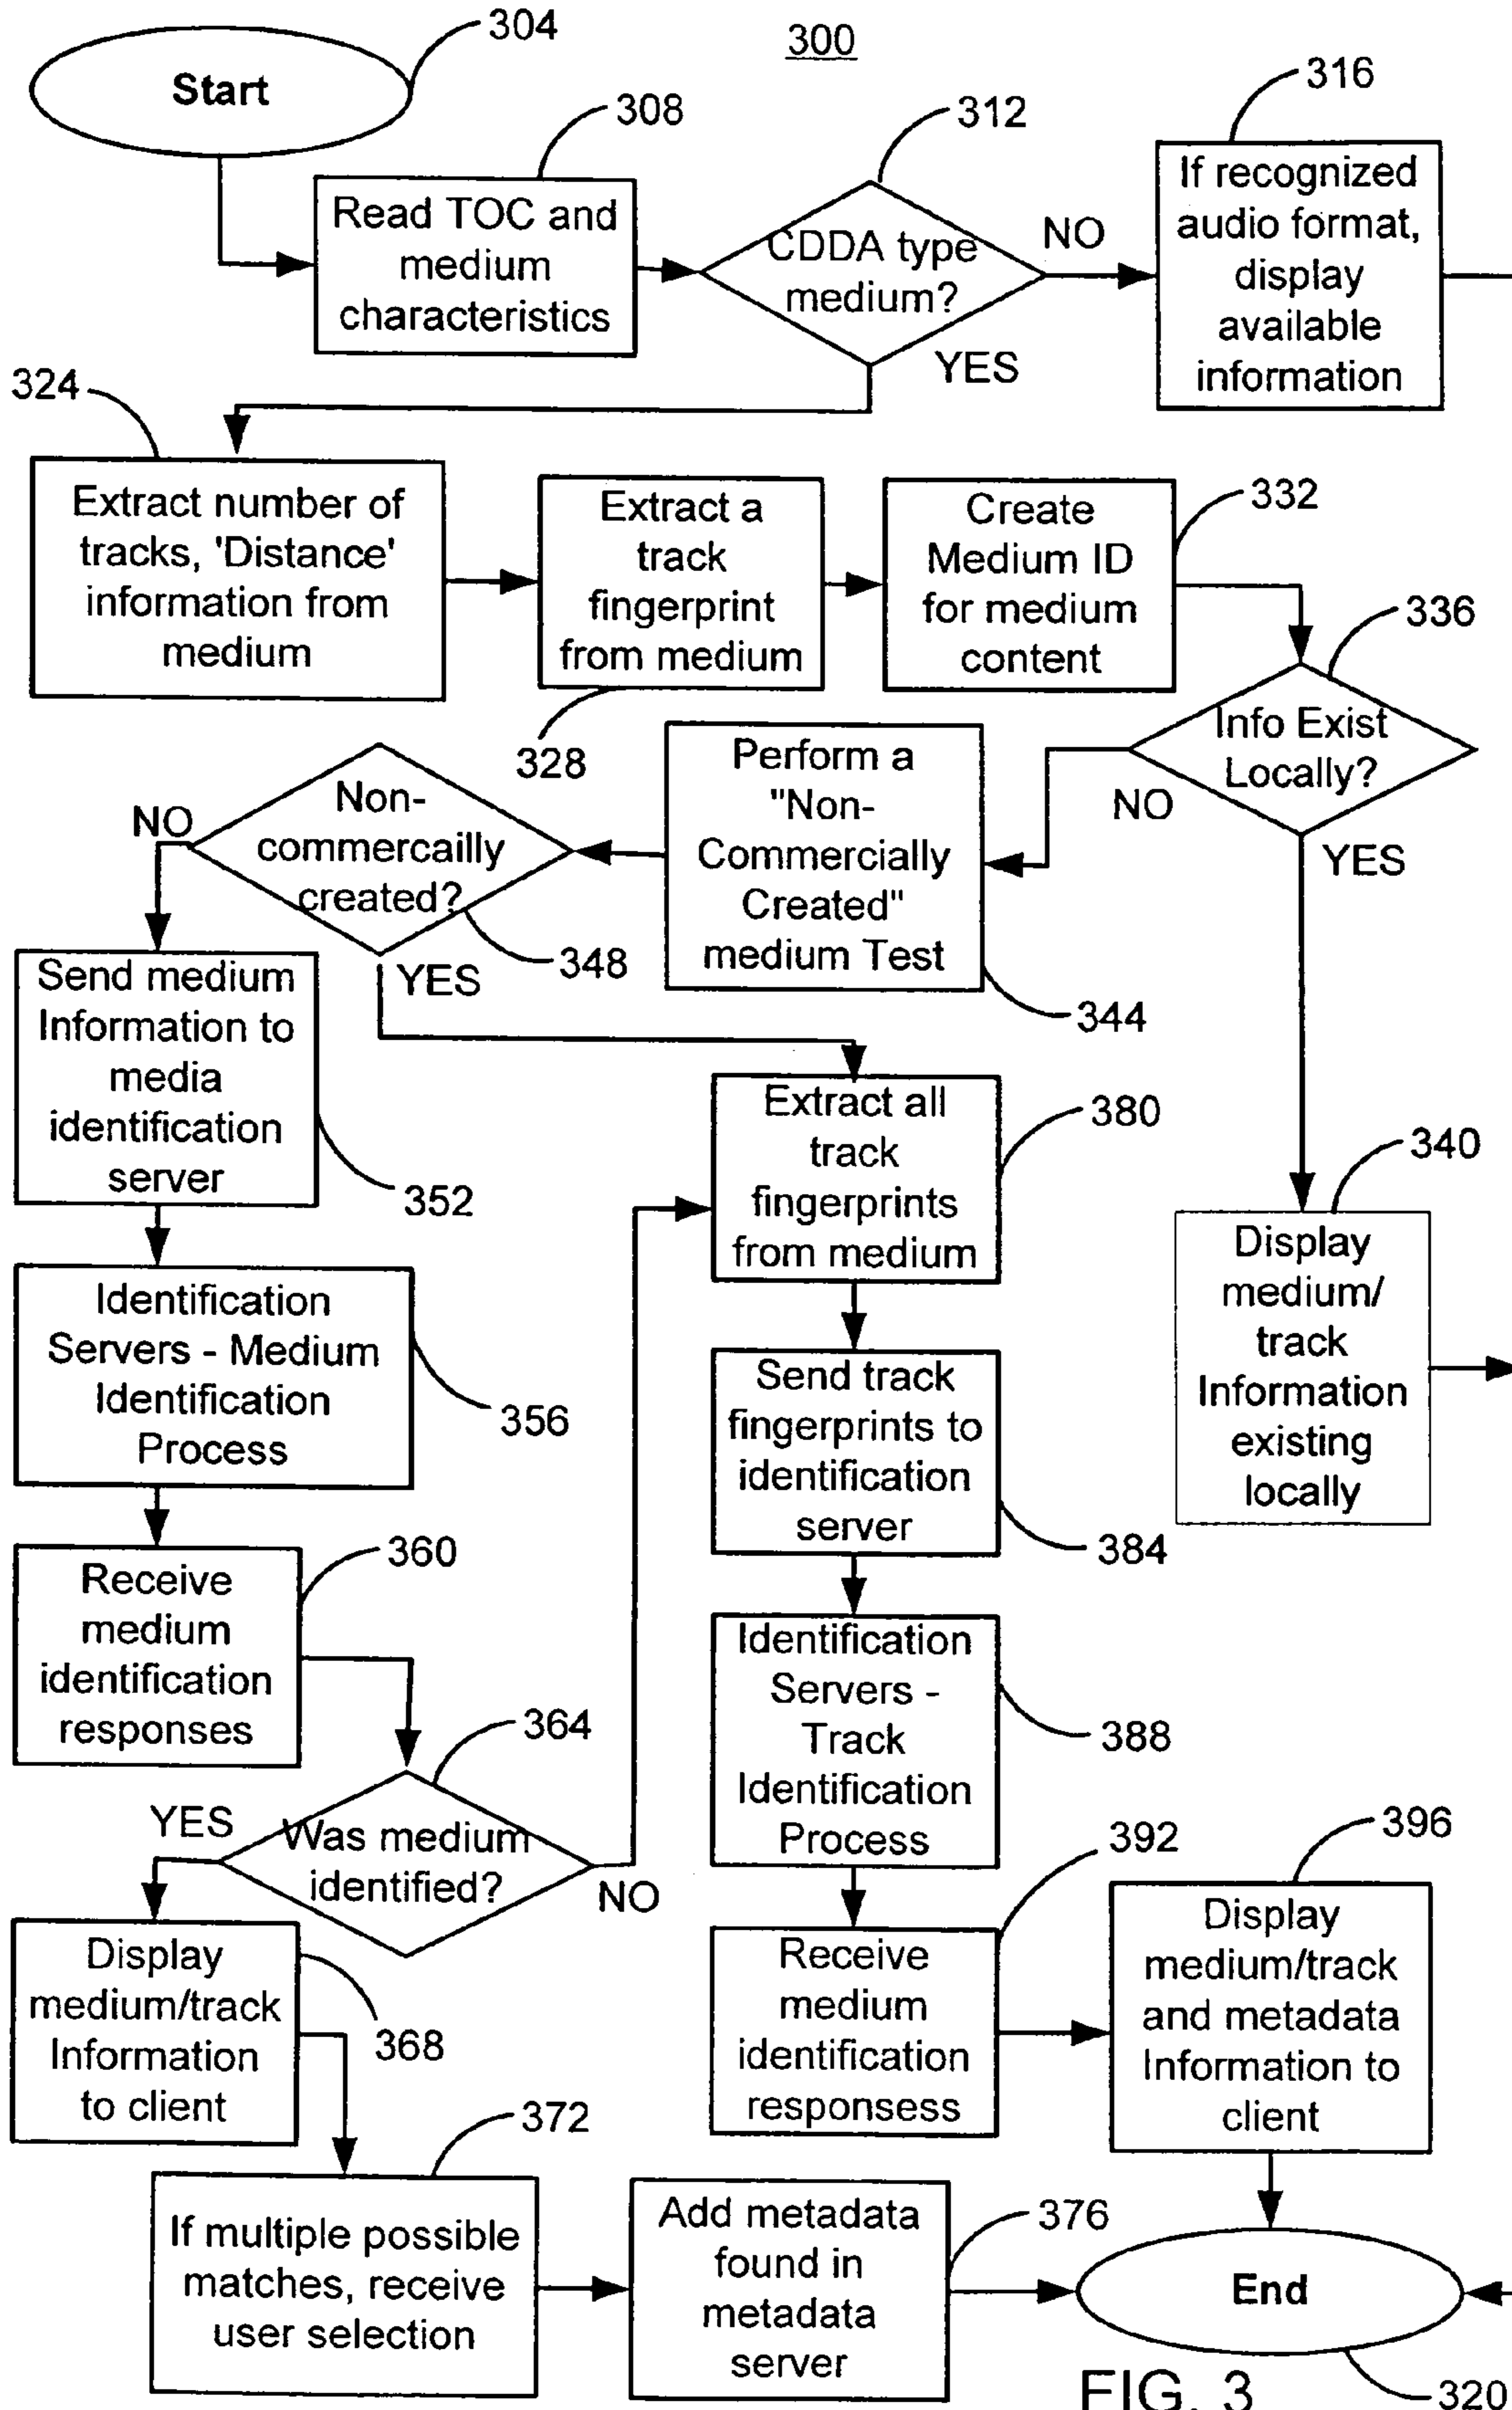 304
300
Start
308
312
316
Read TOC and
medium
characteristics
CDDA type
medium?
NO
YES
If recognized
audio format,
display
available
information
324
Extract number of
tracks, 'Distance'
information from
medium
Extract a
track
fingerprint
from medium
328
Create
Medium ID
for medium
content
332
336
Info Exist
Locally?
NO
YES
Perform a
"Non-
Commercially
Created"
medium Test
344
Non-
commercailly
created?
NO
YES
348
Send medium
Information to
media
identification
server
352
Extract all
track
fingerprints
from medium
380
340
Display
medium/
track
Information
existing
locally
Identification
Servers - Medium
Identification
Process
356
Send track
fingerprints to
identification
server
384
Receive
medium
identification
responses
360
364
Was medium
identified?
YES
NO
Identification
Servers -
Track
Identification
Process
388
392
396
Display
medium/track
Information
to client
368
Receive
medium
identification
responsess
Display
medium/track
and metadata
Information to
client
372
If multiple possible
matches, receive
user selection
Add metadata
found in
metadata
server
376
End
320
FIG. 3